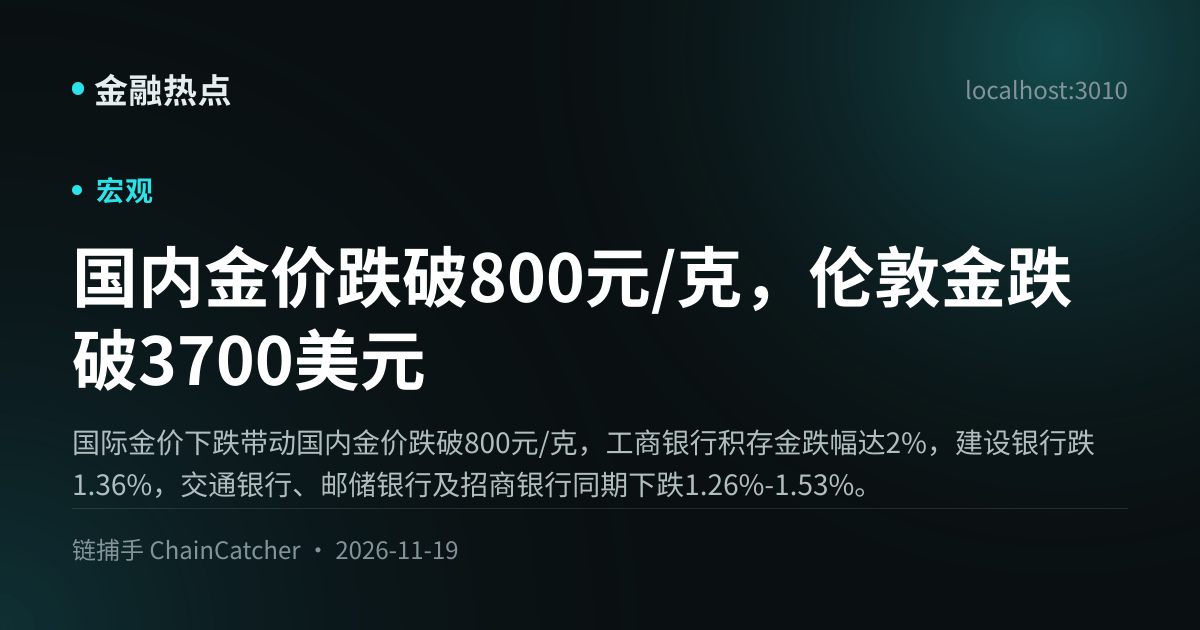 金融热点
localhost:3010
宏观
国内金价跌破800元/克，伦敦金跌
破3700美元
国际金价下跌带动国内金价跌破800元/克，工商银行积存金跌幅达2%，建设银行跌
1.36%，交通银行、邮储银行及招商银行同期下跌1.26%-1.53%。
链捕手 ChainCatcher · 2026-11-19